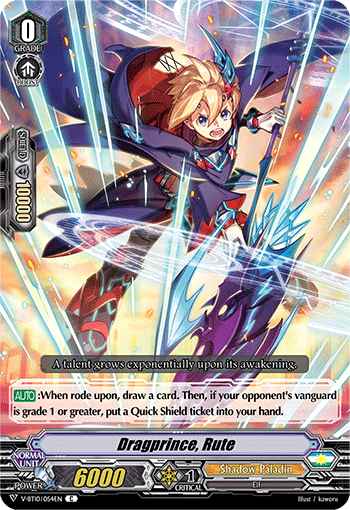 0
GRADE
BOOST
SHIELD 10000
A talent grows exponentially upon its awakening.
AUTO :When rode upon, draw a card. Then, if your opponent's vanguard
is grade 1 or greater, put a Quick Shield ticket into your hand.
Dragprince, Rute
NORMAL
UNIT
POWER
6000
1
CRITICAL
Shadow Paladin
Elf
V-BT10/054EN C
Illust / kaworu